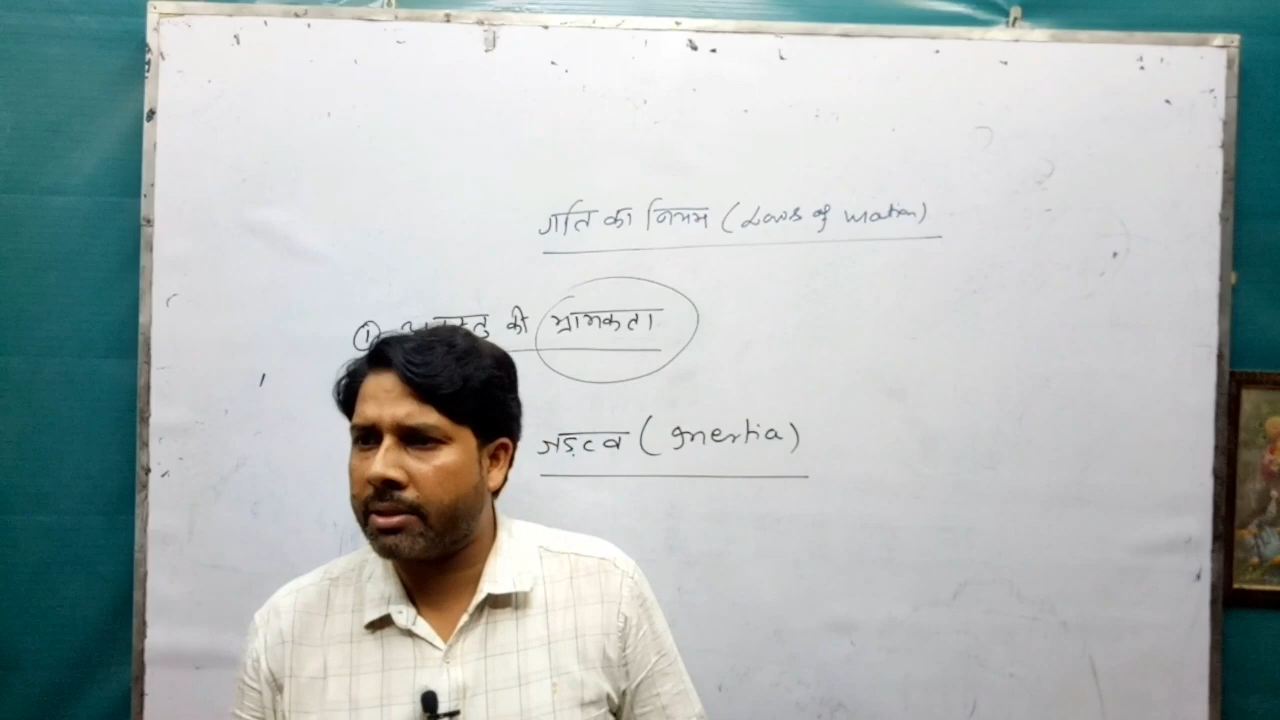 गति का नियम (Laws of Motion)
① की भ्रामकता
जड़त्व (Inertia)